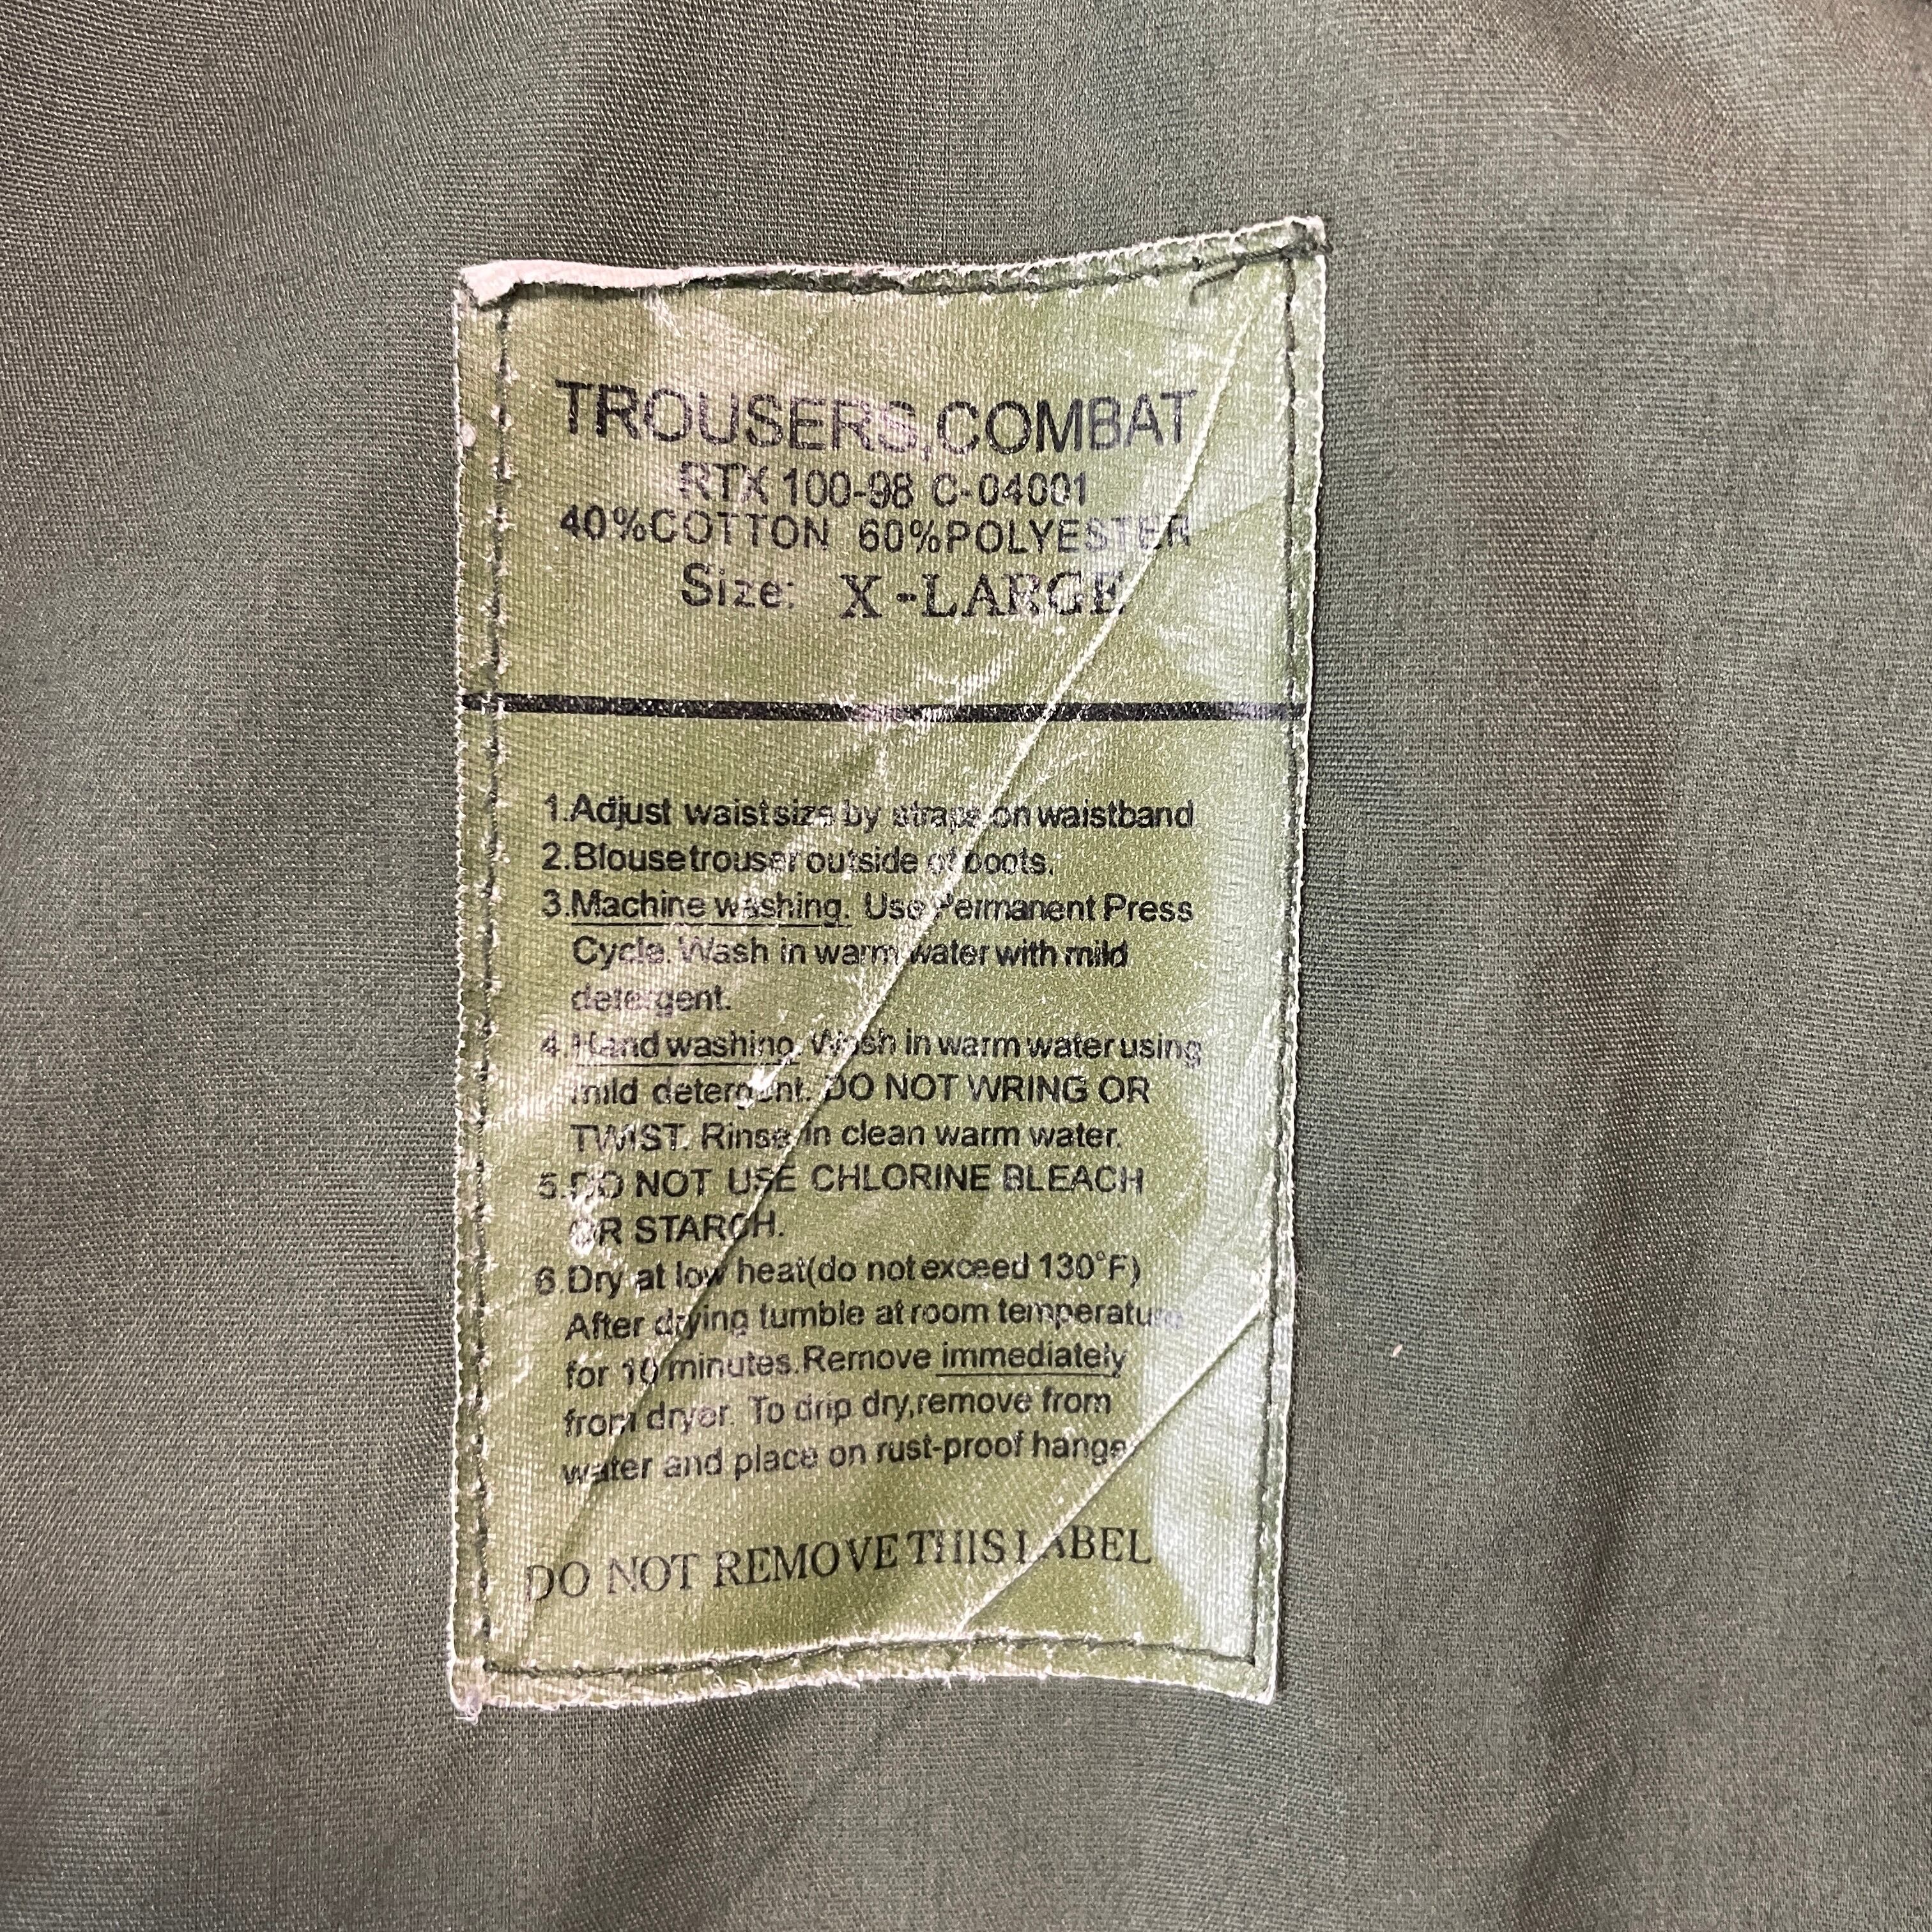 TROUSERS,COMBAT
RTX 100-98 C-04001
40%COTTON 60%POLYESTER
Size: X-LARGE
1.Adjust waist size by straps on waistband
2.Blouse trouser outside of boots.
3.Machine washing. Use Permanent Press
Cycle. Wash in warm water with mild
detergent.
4.Hand washing. Wash in warm water using
mild detergent. DO NOT WRING OR
TWIST. Rinse in clean warm water.
5.DO NOT USE CHLORINE BLEACH
OR STARCH.
6.Dry at low heat(do not exceed 130°F)
After drying tumble at room temperature
for 10 minutes.Remove immediately
from dryer. To drip dry,remove from
water and place on rust-proof hanger
DO NOT REMOVE THIS LABEL